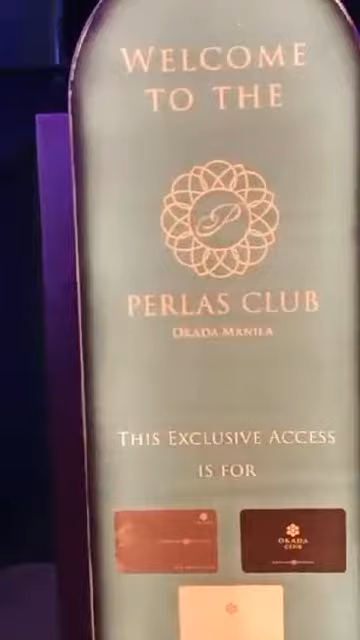 WELCOME
TO THE
P
PERLAS CLUB
OKADA MANILA
THIS EXCLUSIVE ACCESS
IS FOR
OKADA
CLUB